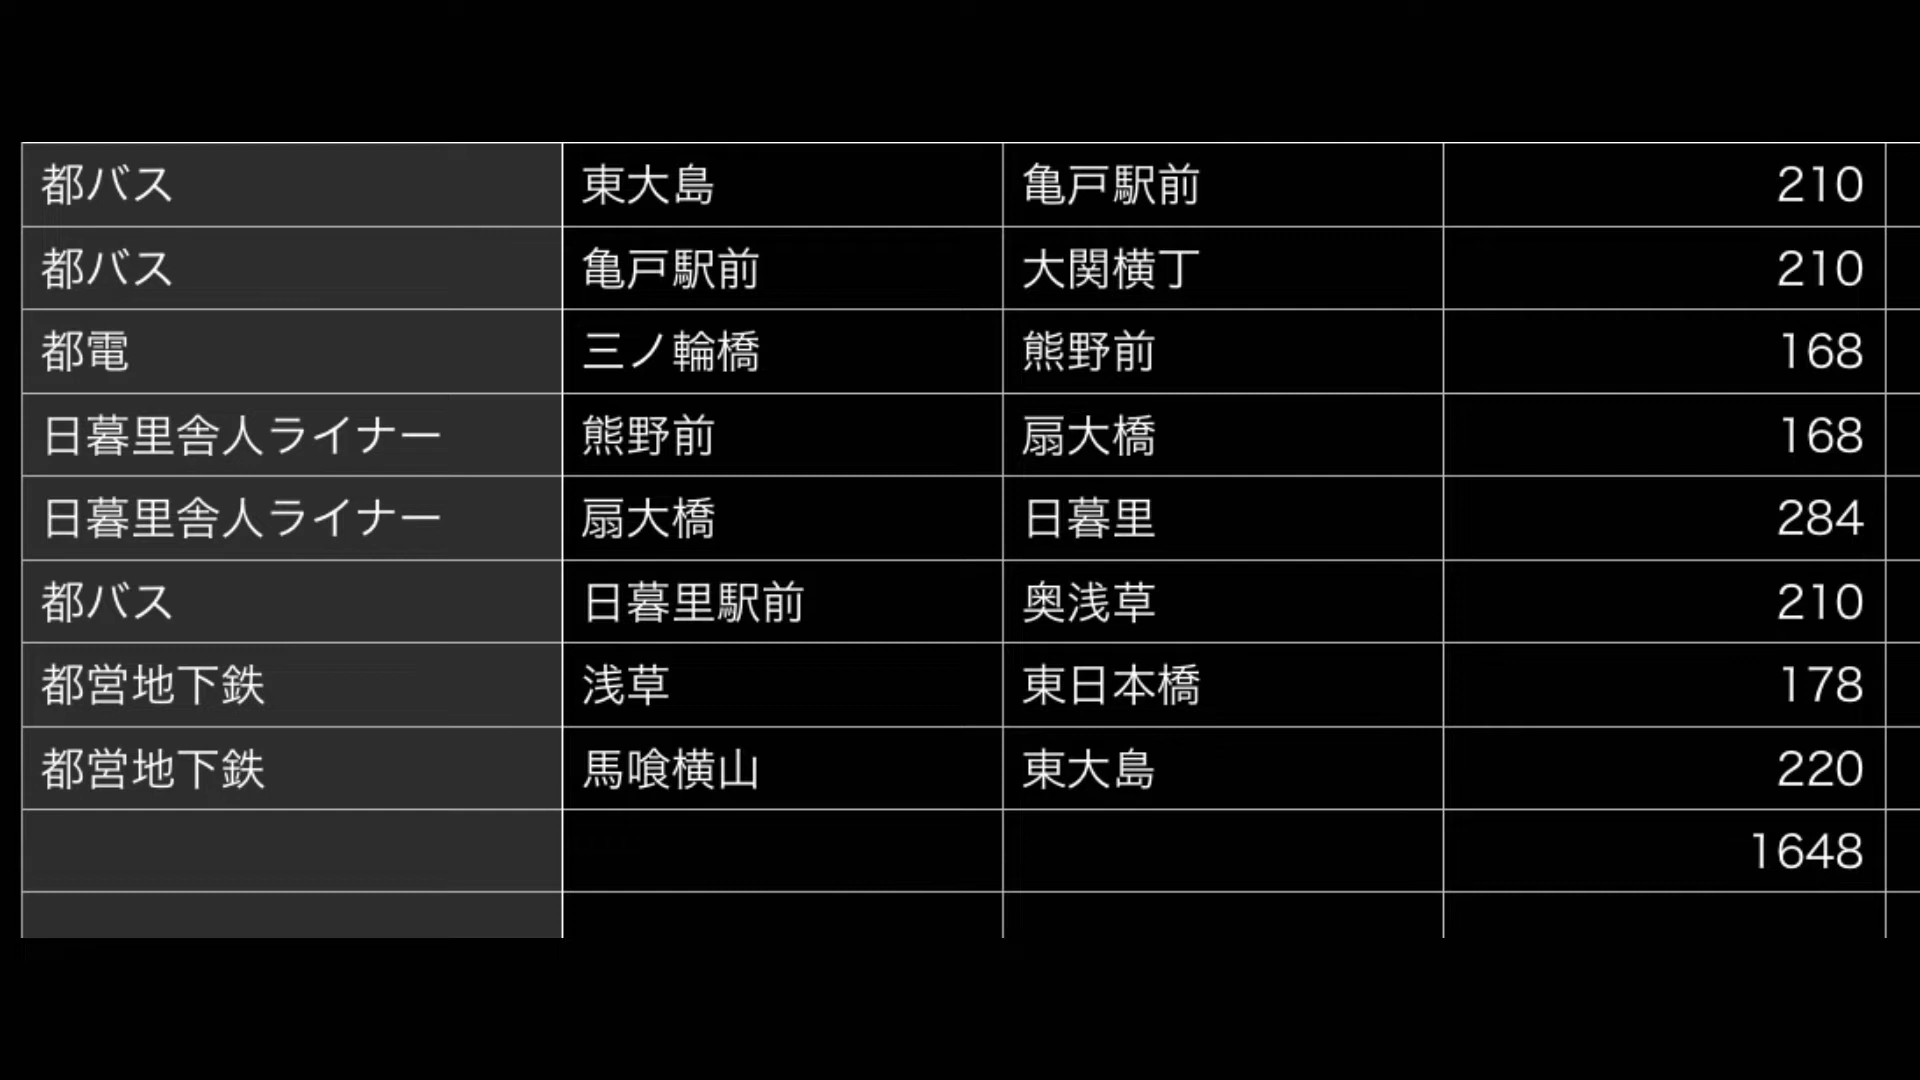 都バス 東大島 亀戸駅前 210
都バス 亀戸駅前 大関横丁 210
都電 三ノ輪橋 熊野前 168
日暮里舎人ライナー 熊野前 扇大橋 168
日暮里舎人ライナー 扇大橋 日暮里 284
都バス 日暮里駅前 奥浅草 210
都営地下鉄 浅草 東日本橋 178
都営地下鉄 馬喰横山 東大島 220
1648